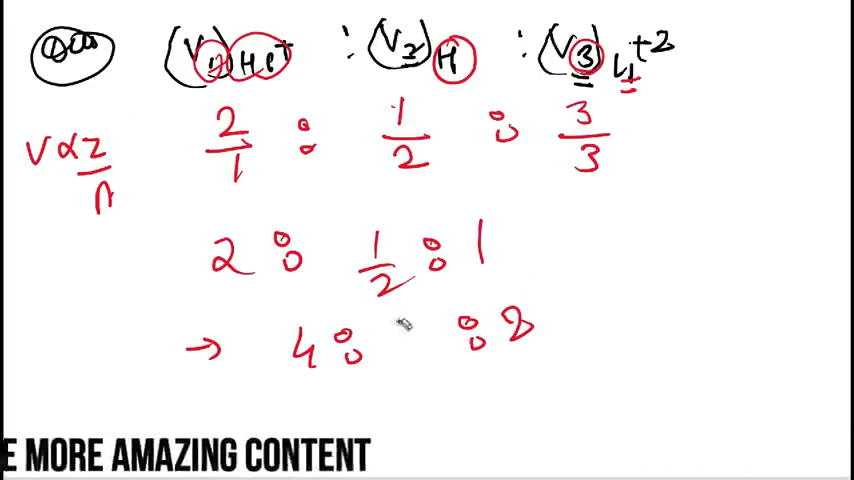 Que (V₁)He⁺ : (V₂)H : (V₃)Li⁺²
V ∝ Z/n 2/1 : 1/2 : 3/3
2 : 1/2 : 1
→ 4 : : 2
E MORE AMAZING CONTENT